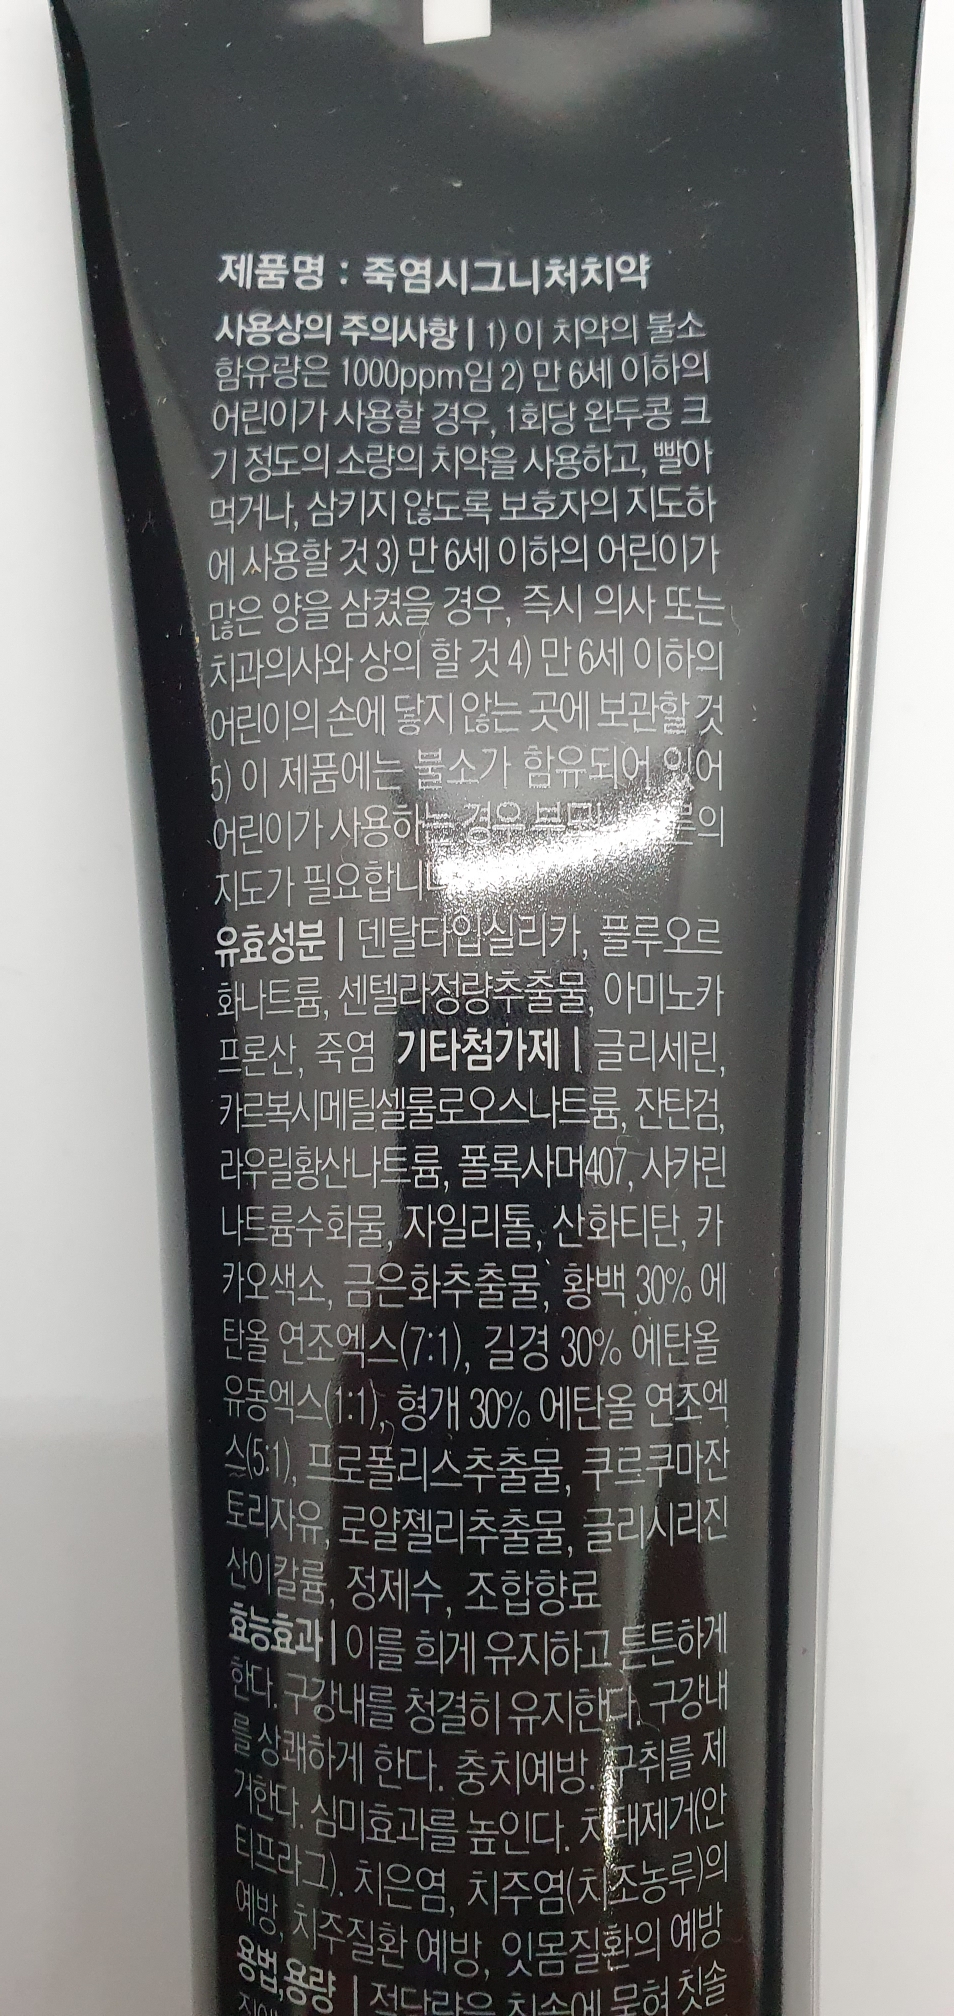 제품명 : 죽염시그니처치약
사용상의 주의사항 | 1) 이 치약의 불소
함유량은 1000ppm임 2) 만 6세 이하의
어린이가 사용할 경우, 1회당 완두콩 크
기 정도의 소량의 치약을 사용하고, 빨아
먹거나, 삼키지 않도록 보호자의 지도하
에 사용할 것 3) 만 6세 이하의 어린이가
많은 양을 삼켰을 경우, 즉시 의사 또는
치과의사와 상의 할 것 4) 만 6세 이하의
어린이의 손에 닿지 않는 곳에 보관할 것
5) 이 제품에는 불소가 함유되어 있어
어린이가 사용하는 경우
지도가 필요합니다
유효성분 | 덴탈타입실리카, 플루오르
화나트륨, 센텔라정량추출물, 아미노카
프론산, 죽염 기타첨가제 | 글리세린,
카르복시메틸셀룰로오스나트륨, 잔탄검,
라우릴황산나트륨, 폴록사머407, 사카린
나트륨수화물, 자일리톨, 산화티탄, 카
카오색소, 금은화추출물, 황백 30% 에
탄올 연조엑스(7:1), 길경 30% 에탄올
유동엑스(1:1), 형개 30% 에탄올 연조엑
스(5:1), 프로폴리스추출물, 쿠르쿠마잔
토리자유, 로얄젤리추출물, 글리시리진
산이칼륨, 정제수, 조합향료
효능효과 | 이를 희게 유지하고 튼튼하게
한다. 구강내를 청결히 유지한다. 구강내
를 상쾌하게 한다. 충치예방. 구취를 제
거한다. 심미효과를 높인다. 치태제거(안
티프라그). 치은염, 치주염(치조농루)의
예방, 치주질환 예방, 잇몸질환의 예방
용법,용량 | 적당량을 칫솔에 묻혀 칫솔